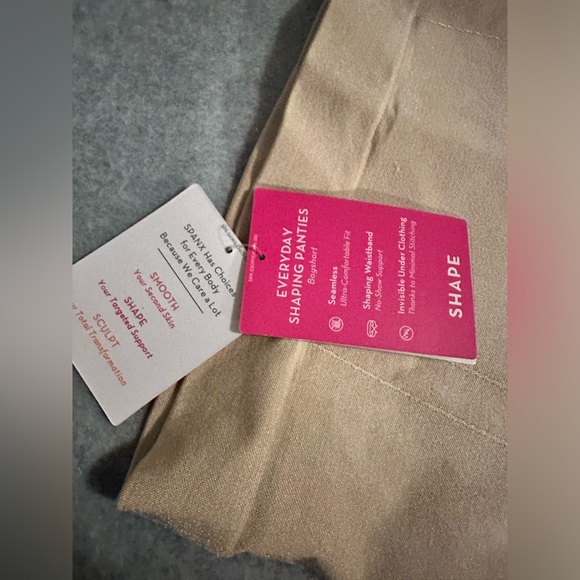 SPANX Has Choices
for Every Body
Because We Care a Lot
SMOOTH
Your Second Skin
SHAPE
Your Targeted Support
SCULPT
Total Transformation
EVERYDAY
SHAPING PANTIES
Boyshort
Seamless
Ultra-Comfortable Fit
Shaping Waistband
No-Show Support
Invisible Under Clothing
Thanks to Minimal Stitching
SHAPE